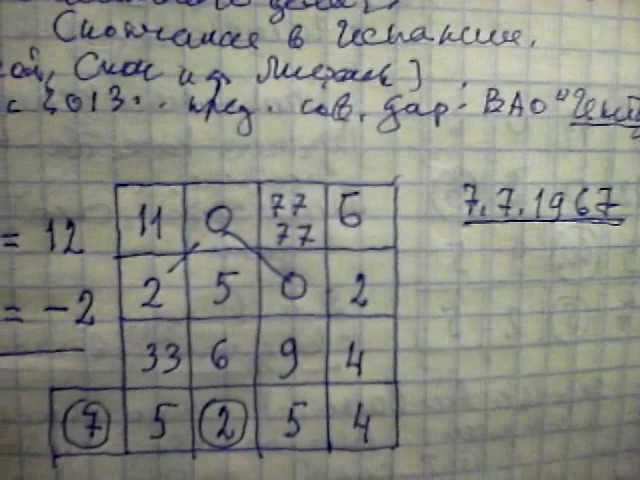 Скончался в Испании.
с 2013.. пред. сов. дир. ВАО "
7.7.1967
= 12 11 0 77 77 6
= -2 2 5 0 2
33 6 9 4
7 5 2 5 4